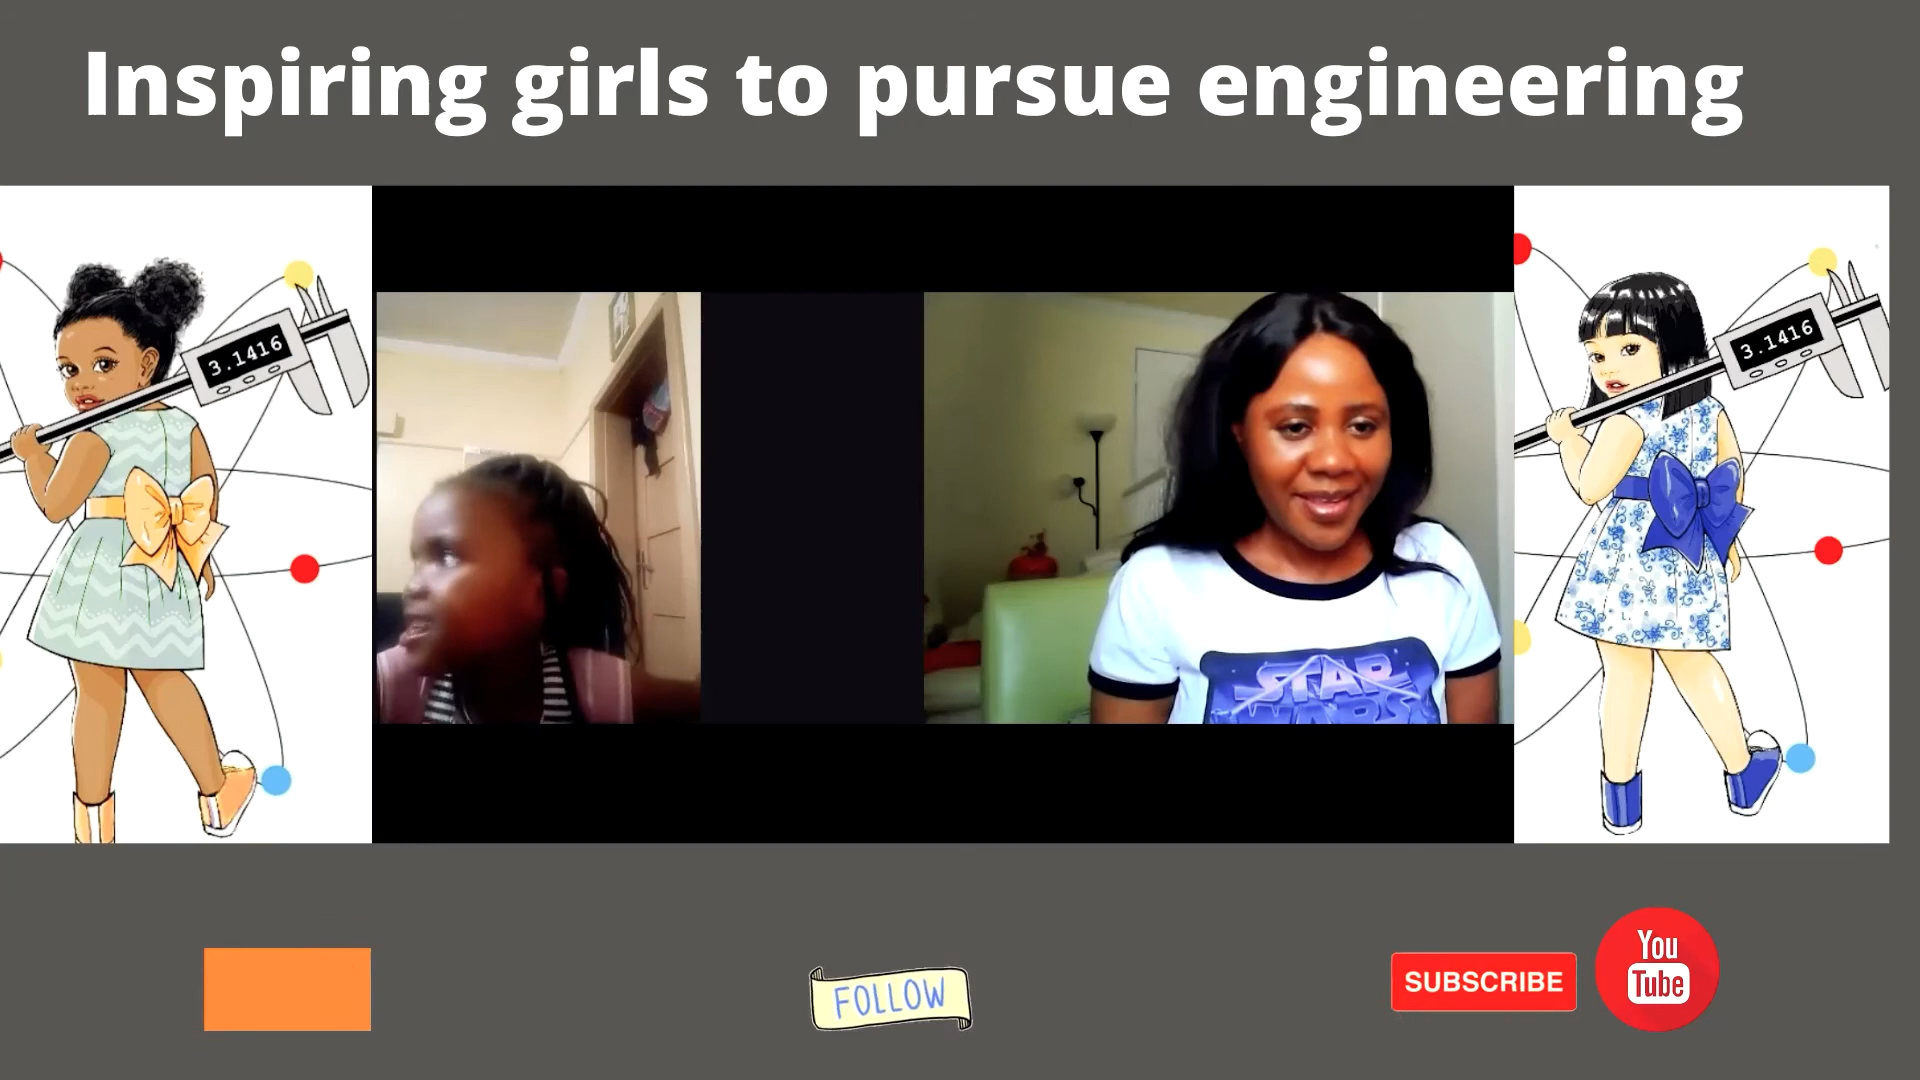 Inspiring girls to pursue engineering
3.1416
3.1416
STAR
WARS
FOLLOW
SUBSCRIBE
You
Tube